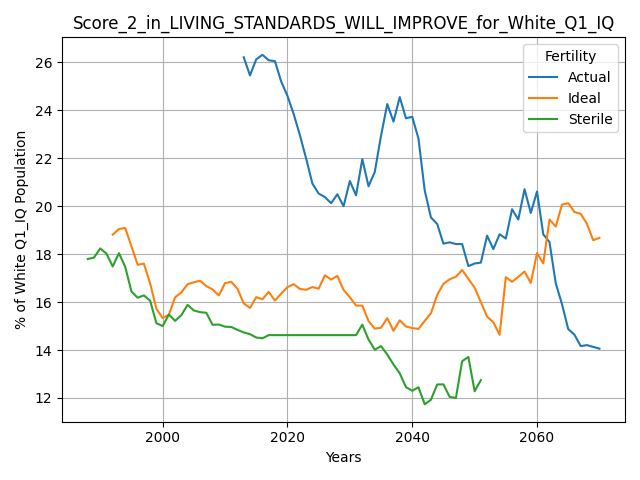 Score_2_in_LIVING_STANDARDS_WILL_IMPROVE_for_White_Q1_IQ
Fertility
Actual
Ideal
Sterile
% of White Q1_IQ Population
26
24
22
20
18
16
14
12
2000
2020
2040
2060
Years